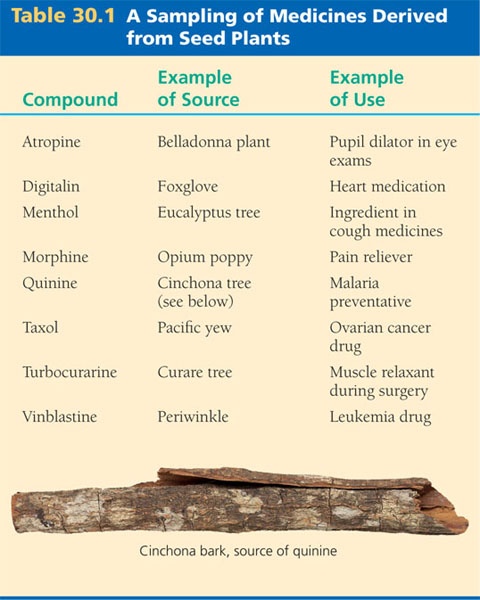 Table 30.1 A Sampling of Medicines Derived
from Seed Plants
Compound
Example
of Source
Example
of Use
Atropine Belladonna plant Pupil dilator in eye
exams
Digitalin Foxglove Heart medication
Menthol Eucalyptus tree Ingredient in
cough medicines
Morphine Opium poppy Pain reliever
Quinine Cinchona tree Malaria
(see below) preventative
Taxol Pacific yew Ovarian cancer
drug
Turbocurarine Curare tree Muscle relaxant
during surgery
Vinblastine Periwinkle Leukemia drug
Cinchona bark, source of quinine